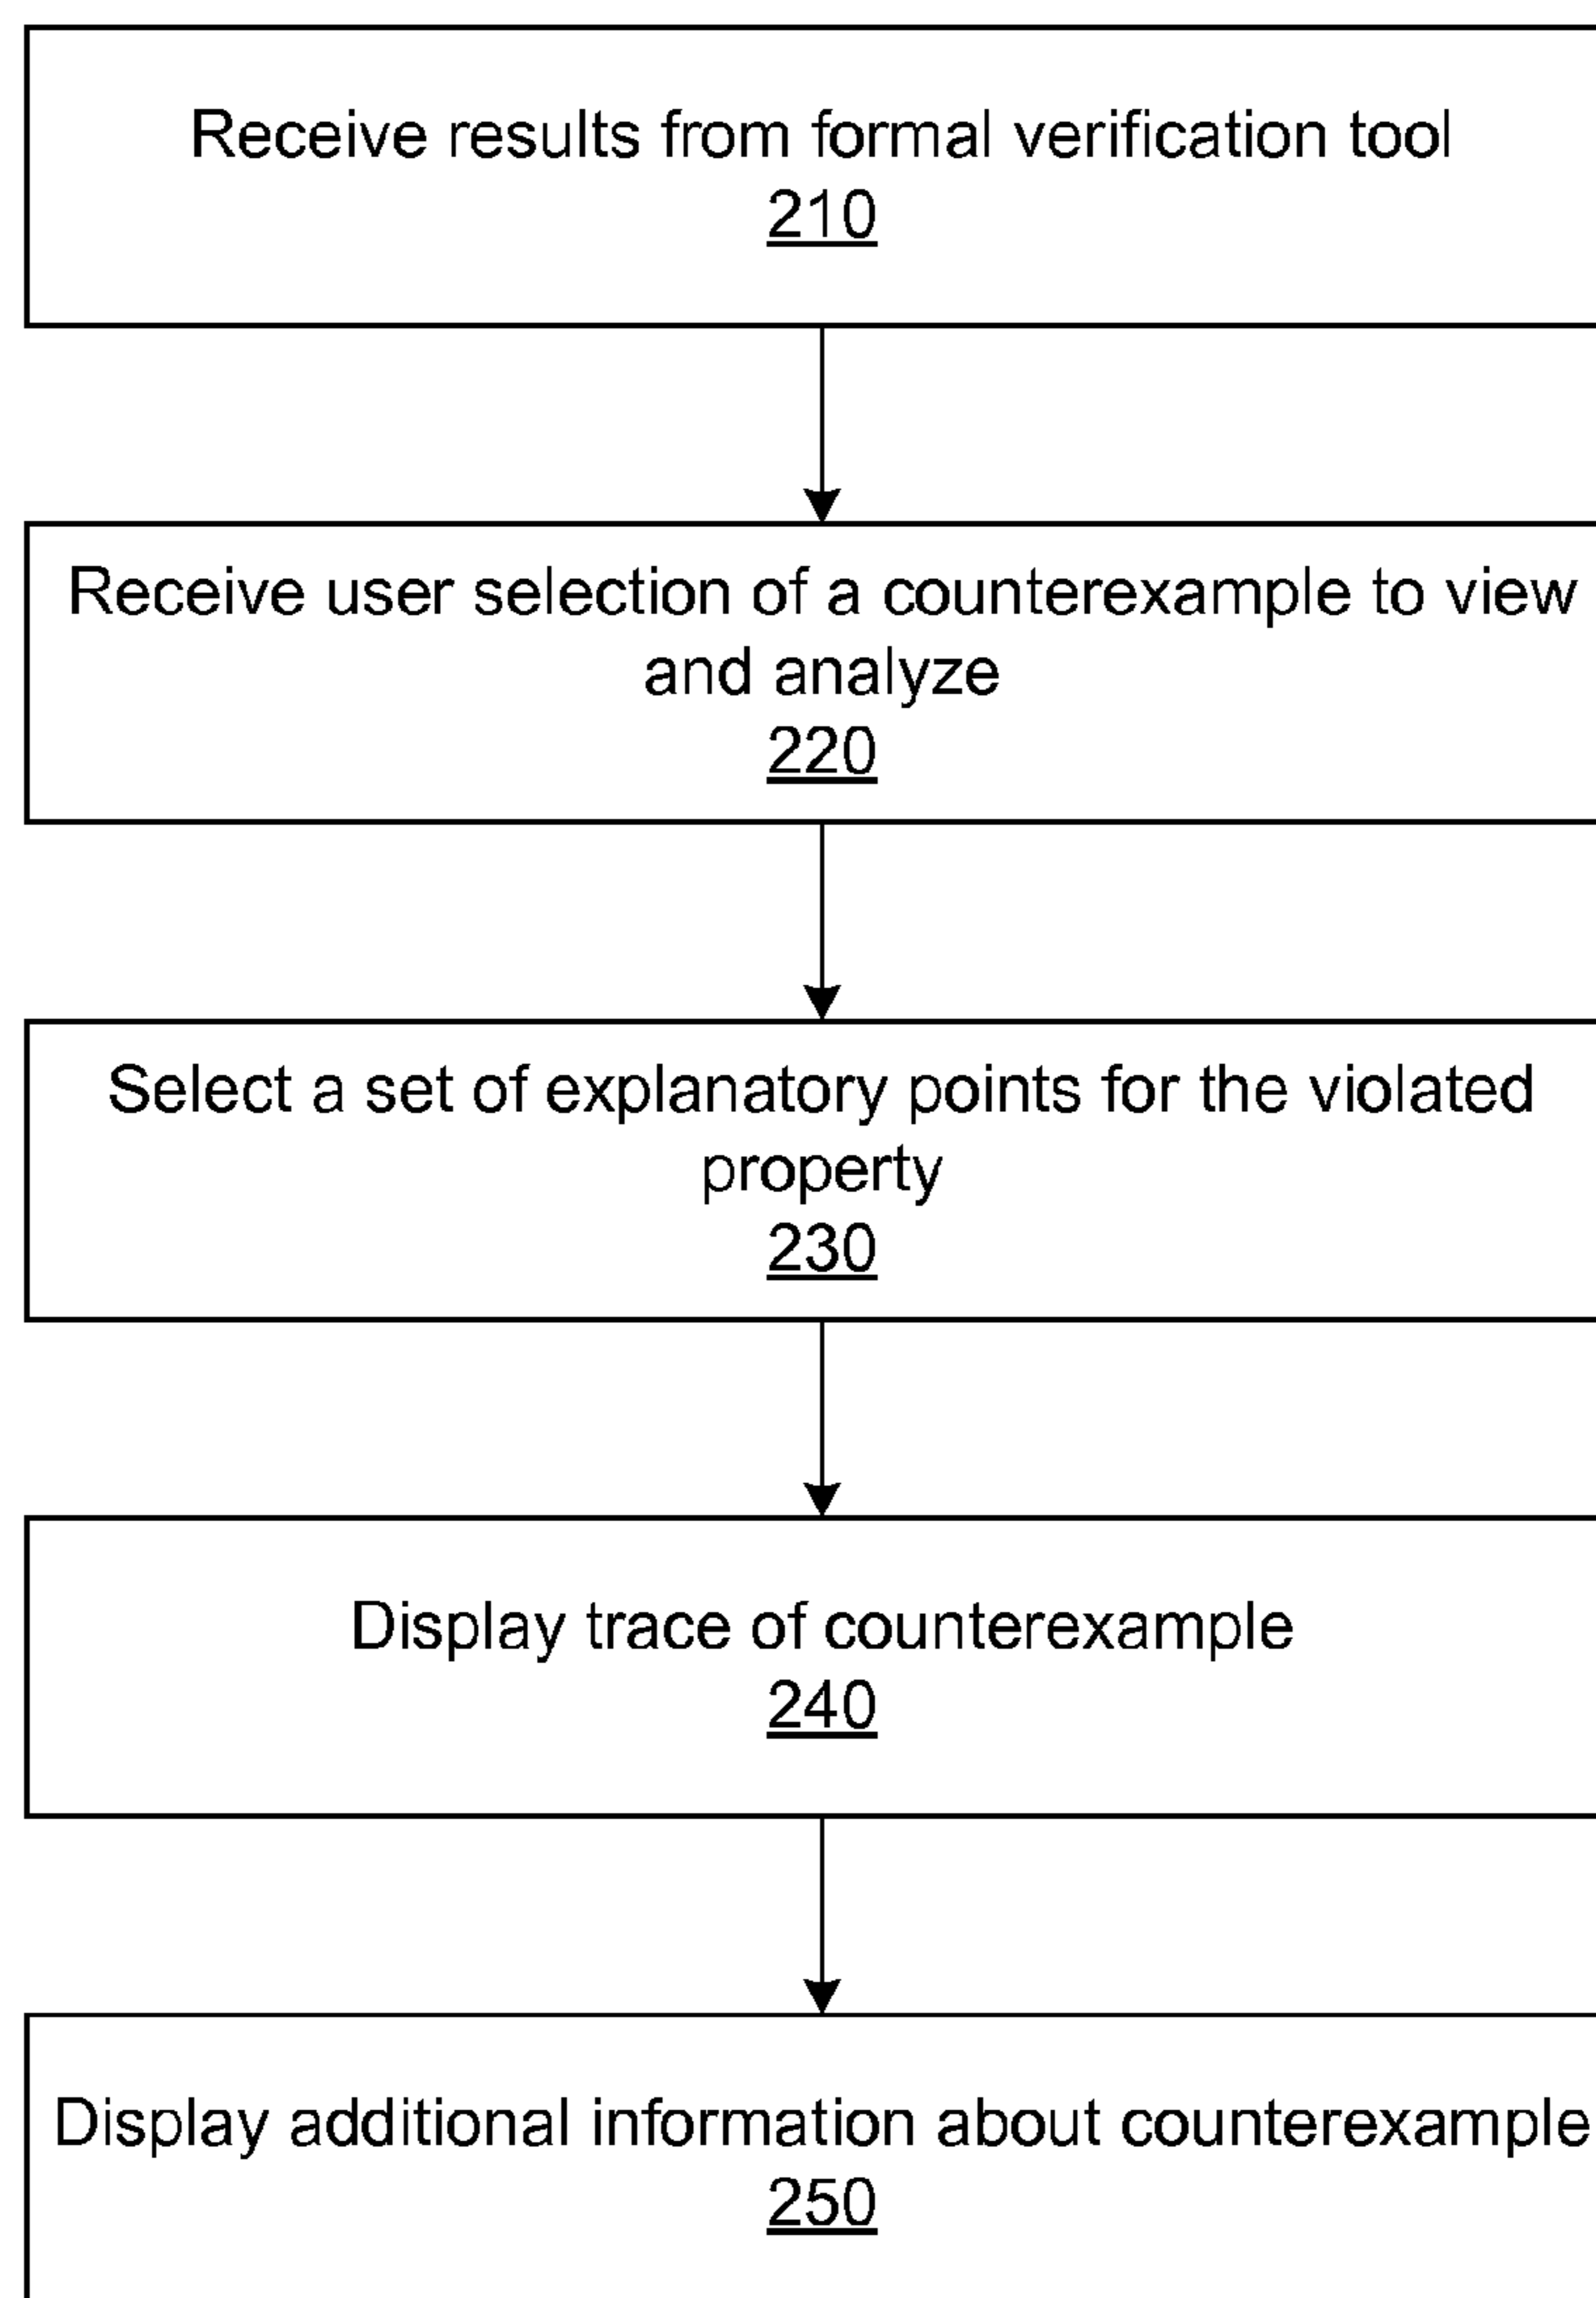 Receive results from formal verification tool
210
Receive user selection of a counterexample to view
and analyze
220
Select a set of explanatory points for the violated
property
230
Display trace of counterexample
240
Display additional information about counterexample
250